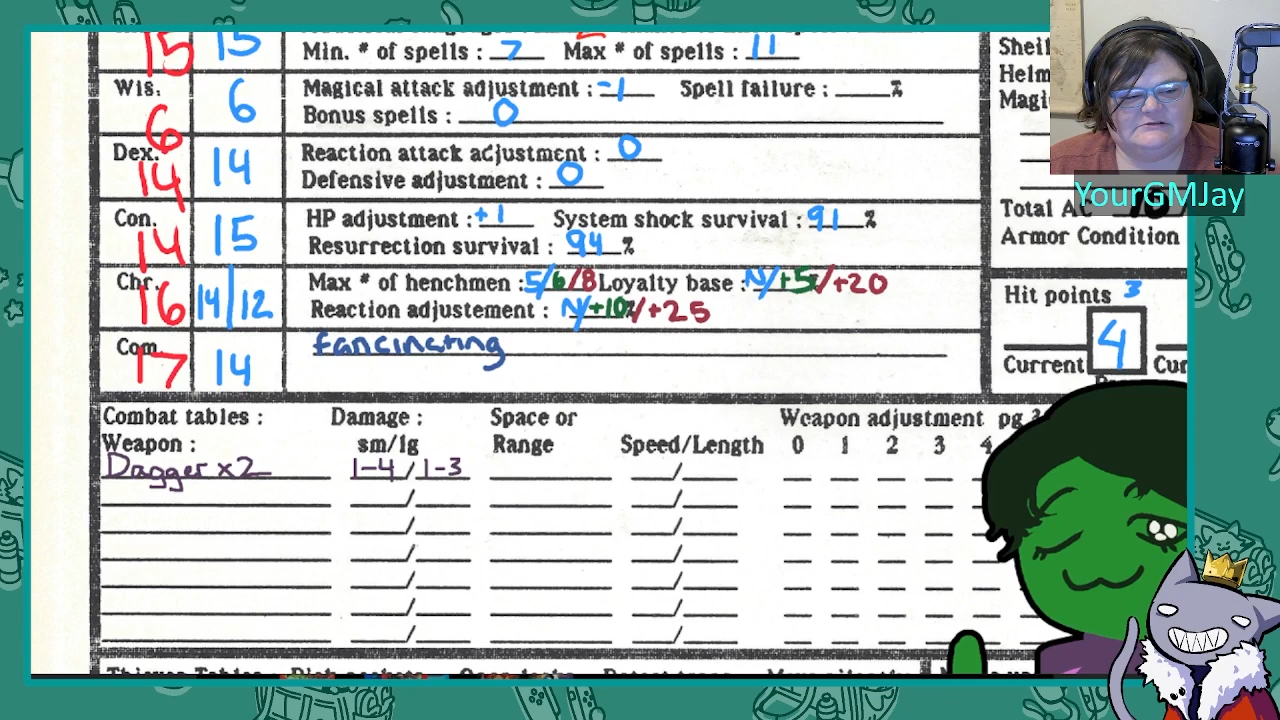 15 15
Min. # of spells : 7 Max # of spells : 11
Wis. 6 6 Magical attack adjustment : -1 Spell failure : %
Bonus spells : 0
Dex. 14 14 Reaction attack adjustment : 0
Defensive adjustment : 0
Con. 14 15 HP adjustment : +1 System shock survival : 91 %
Resurrection survival : 94 %
Chr. 16 14/12 Max # of henchmen : 5/6/8 Loyalty base : N/+5%/+20
Reaction adjustement : N/+10%/+25
Com. 17 14 fancinating
Combat tables : Damage : Space or Weapon adjustment pg
Weapon : sm/lg Range Speed/Length 0 1 2 3 4
Dagger x2 1-4/1-3
Helm
Magi
YourGMJay
Total A
Armor Condition
Hit points 3
4
Current Cur